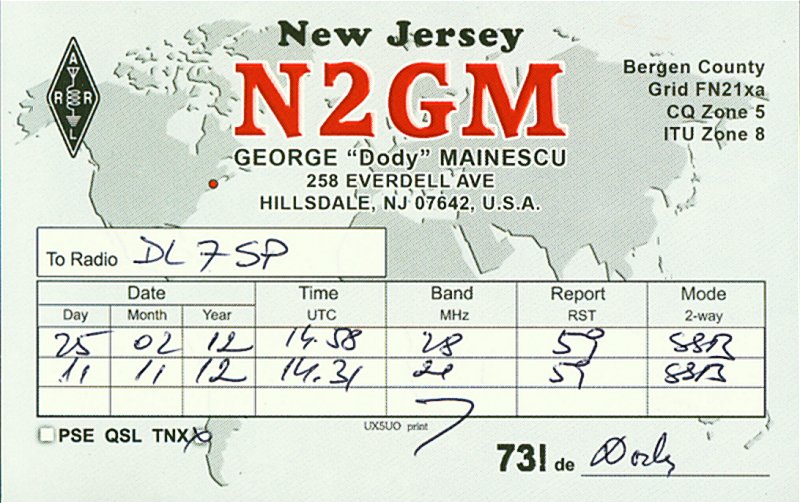 New Jersey
N2GM
GEORGE “Dody” MAINESCU
258 EVERDELL AVE
HILLSDALE, NJ 07642, U.S.A.
ARRL
Bergen County
Grid FN21xa
CQ Zone 5
ITU Zone 8
To Radio DL7SP
Date Time Band Report Mode
Day Month Year UTC MHz RST 2-way
25 02 12 14.58 28 59 SSB
11 11 12 14.31 59 SSB
PSE QSL TNX
UX5UO print
73! de Dody